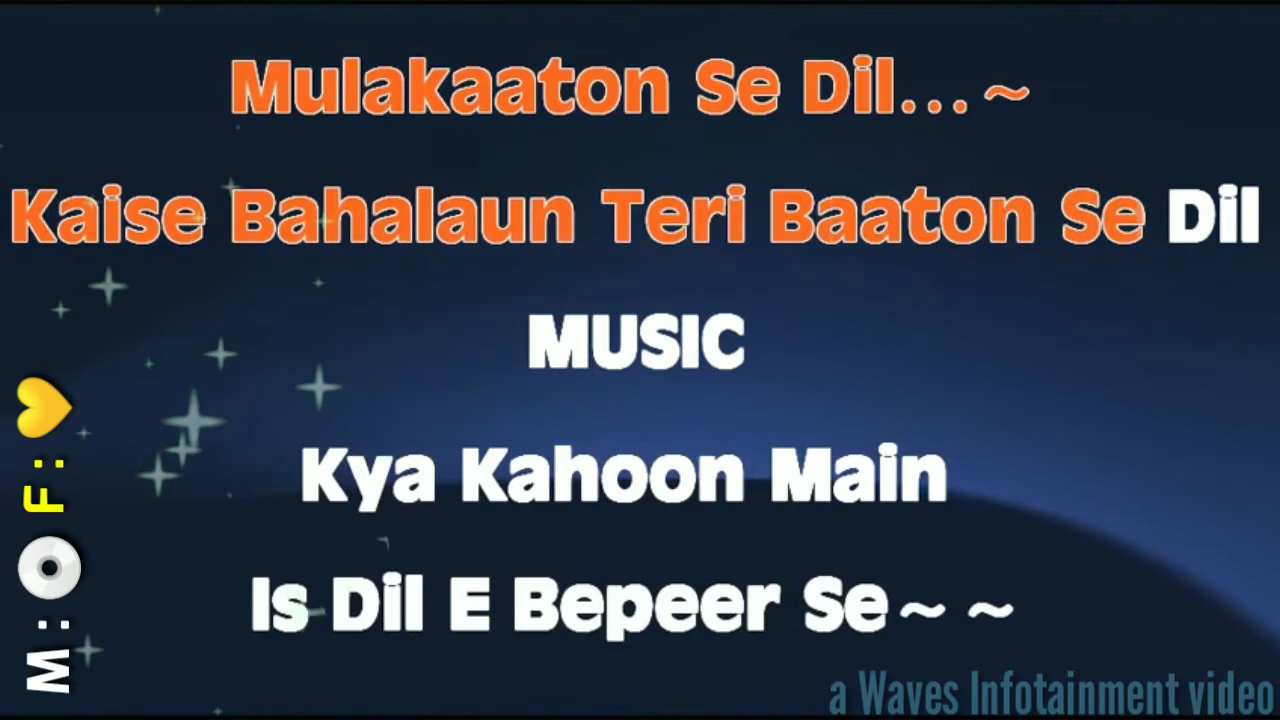 Mulakaaton Se Dil...~
Kaise Bahalaun Teri Baaton Se Dil
MUSIC
Kya Kahoon Main
Is Dil E Bepeer Se~ ~
M: F:
a Waves Infotainment video